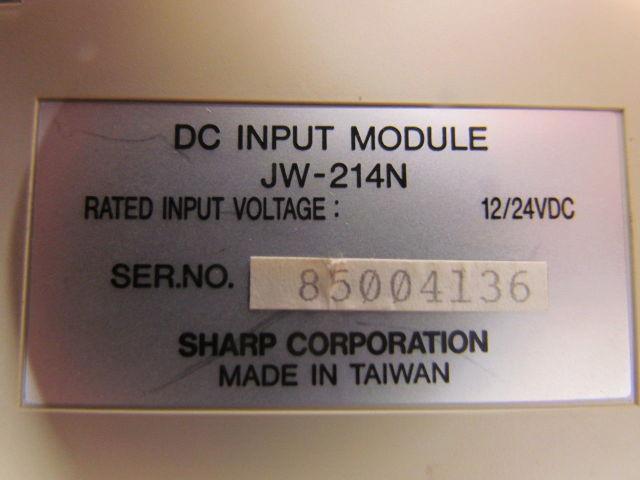 DC INPUT MODULE
JW-214N
RATED INPUT VOLTAGE : 12/24VDC
SER.NO. 85004136
SHARP CORPORATION
MADE IN TAIWAN